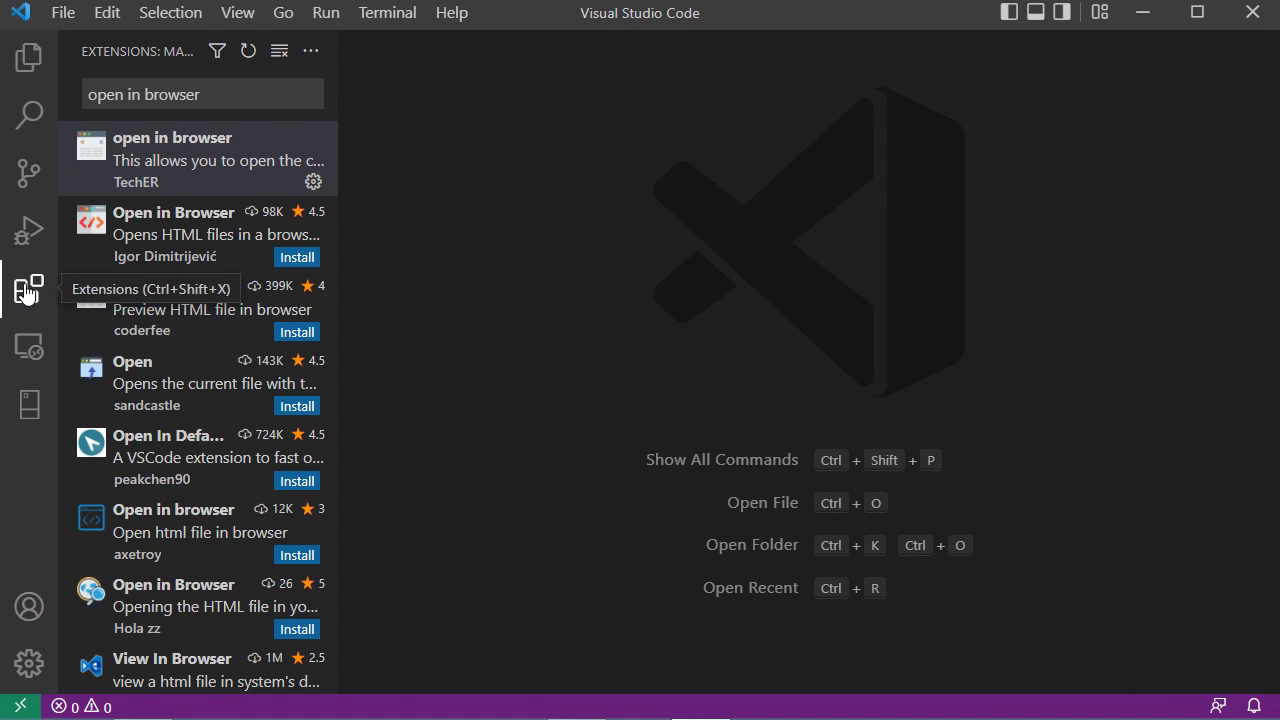 File Edit Selection View Go Run Terminal Help Visual Studio Code
EXTENSIONS: MA...
open in browser
open in browser
This allows you to open the c...
TechER
Open in Browser 98K 4.5
Opens HTML files in a brows...
Igor Dimitrijević Install
399K 4
Extensions (Ctrl+Shift+X)
Preview HTML file in browser
coderfee Install
Open 143K 4.5
Opens the current file with t...
sandcastle Install
Open In Defa... 724K 4.5
A VSCode extension to fast o...
peakchen90 Install
Open in browser 12K 3
Open html file in browser
axetroy Install
Open in Browser 26 5
Opening the HTML file in yo...
Hola zz Install
View In Browser 1M 2.5
view a html file in system's d...
Show All Commands Ctrl + Shift + P
Open File Ctrl + O
Open Folder Ctrl + K Ctrl + O
Open Recent Ctrl + R
0 0